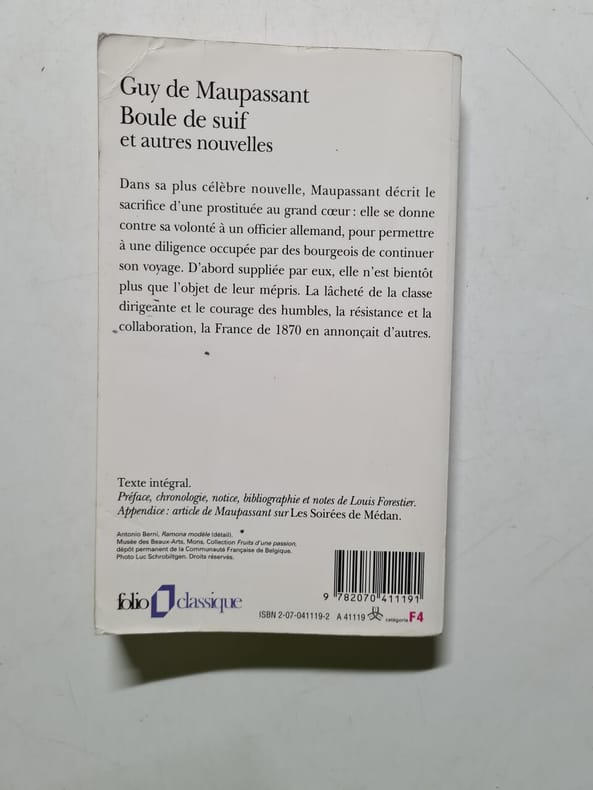 Guy de Maupassant
Boule de suif
et autres nouvelles
Dans sa plus célèbre nouvelle, Maupassant décrit le
sacrifice d'une prostituée au grand cœur : elle se donne
contre sa volonté à un officier allemand, pour permettre
à une diligence occupée par des bourgeois de continuer
son voyage. D'abord suppliée par eux, elle n'est bientôt
plus que l'objet de leur mépris. La lâcheté de la classe
dirigeante et le courage des humbles, la résistance et la
collaboration, la France de 1870 en annonçait d'autres.
Texte intégral.
Préface, chronologie, notice, bibliographie et notes de Louis Forestier.
Appendice : article de Maupassant sur Les Soirées de Médan.
Antonio Berni, Ramona modèle (détail).
Musée des Beaux-Arts, Mons, Collection Fruits d'une passion,
dépôt permanent de la Communauté Française de Belgique.
Photo Luc Schrobiltgen. Droits réservés.
folio classique
9 782070 411191
ISBN 2-07-041119-2 A 41119 catégorie F4